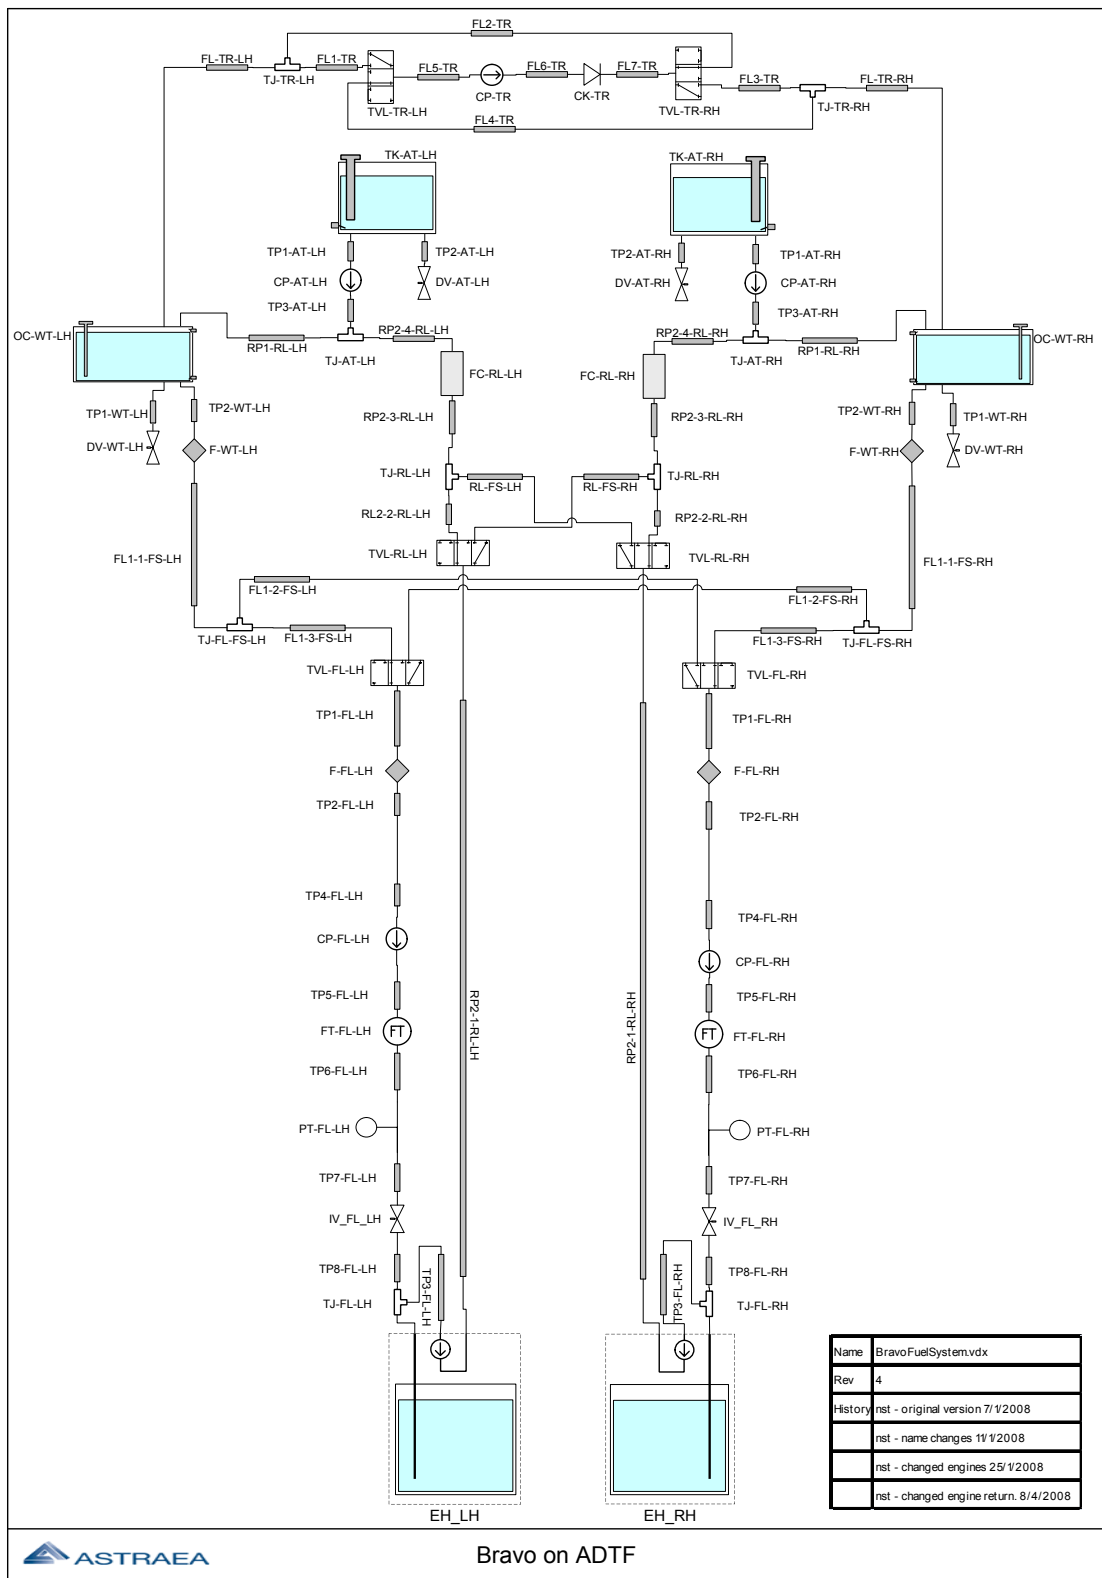 FL2-TR
FL-TR-LH
FL1-TR
FL5-TR
FL6-TR
FL7-TR
FL3-TR
FL-TR-RH
TJ-TR-LH
CP-TR
CK-TR
TJ-TR-RH
TVL-TR-LH
TVL-TR-RH
FL4-TR
TK-AT-LH
TK-AT-RH
TP1-AT-LH
TP2-AT-LH
TP2-AT-RH
TP1-AT-RH
CP-AT-LH
DV-AT-LH
DV-AT-RH
CP-AT-RH
TP3-AT-LH
TP3-AT-RH
OC-WT-LH
RP2-4-RL-LH
RP2-4-RL-RH
OC-WT-RH
RP1-RL-LH
TJ-AT-LH
TJ-AT-RH
RP1-RL-RH
FC-RL-LH
FC-RL-RH
TP1-WT-LH
TP2-WT-LH
RP2-3-RL-LH
RP2-3-RL-RH
TP2-WT-RH
TP1-WT-RH
DV-WT-LH
F-WT-LH
F-WT-RH
DV-WT-RH
TJ-RL-LH
RL-FS-LH
RL-FS-RH
TJ-RL-RH
RL2-2-RL-LH
RP2-2-RL-RH
TVL-RL-LH
TVL-RL-RH
FL1-1-FS-LH
FL1-1-FS-RH
FL1-2-FS-LH
FL1-2-FS-RH
TJ-FL-FS-LH
FL1-3-FS-LH
FL1-3-FS-RH
TJ-FL-FS-RH
TVL-FL-LH
TVL-FL-RH
TP1-FL-LH
TP1-FL-RH
F-FL-LH
F-FL-RH
TP2-FL-LH
TP2-FL-RH
TP4-FL-LH
TP4-FL-RH
CP-FL-LH
CP-FL-RH
TP5-FL-LH
RP2-1-RL-LH
RP2-1-RL-RH
TP5-FL-RH
FT-FL-LH
FT
FT
FT-FL-RH
TP6-FL-LH
TP6-FL-RH
PT-FL-LH
PT-FL-RH
TP7-FL-LH
TP7-FL-RH
IV_FL_LH
IV_FL_RH
TP8-FL-LH
TP3-FL-LH
TP3-FL-RH
TP8-FL-RH
TJ-FL-LH
TJ-FL-RH
EH_LH
EH_RH
Name BravoFuelSystem.vdx
Rev 4
History nst - original version 7/1/2008
nst - name changes 11/1/2008
nst - changed engines 25/1/2008
nst - changed engine return. 8/4/2008
ASTRAEA
Bravo on ADTF